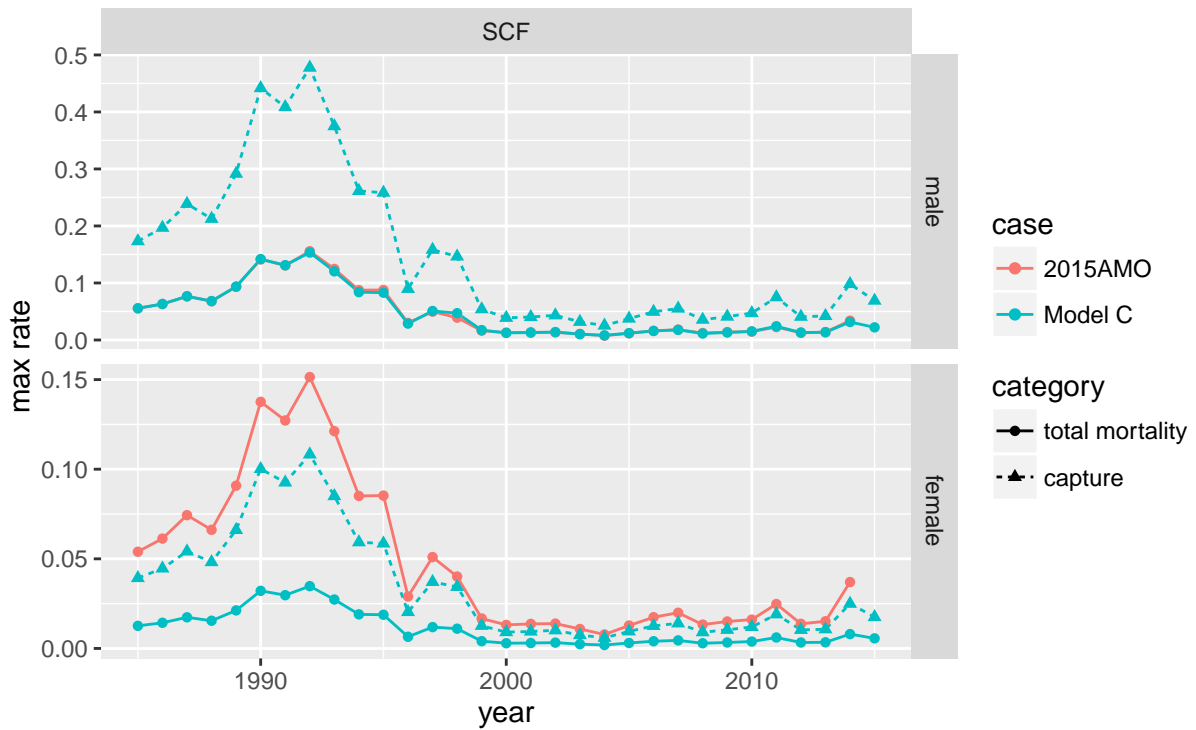 SCF
max rate
0.5
0.4
0.3
0.2
0.1
0.0
male
0.15
0.10
0.05
0.00
female
1990
2000
2010
year
case
2015AMO
Model C
category
total mortality
capture